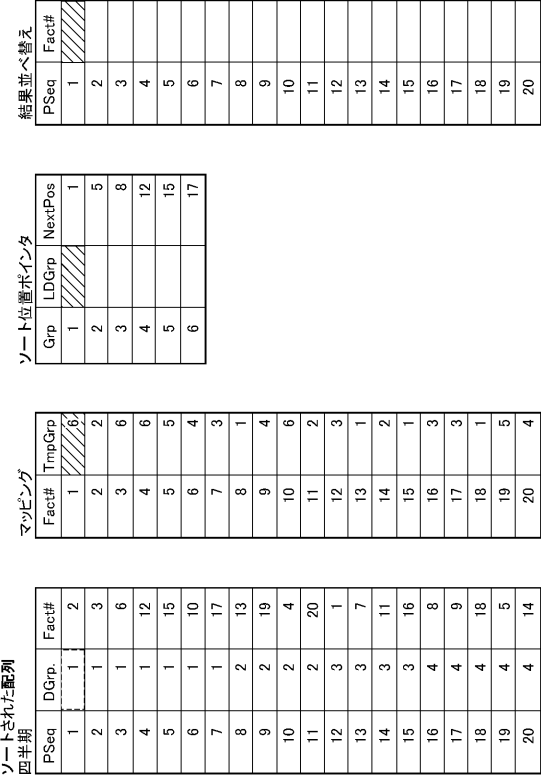 ソートされた配列
四半期
PSeq DGrp. Fact#
1 1 2
2 1 3
3 1 6
4 1 12
5 1 15
6 1 10
7 1 17
8 2 13
9 2 19
10 2 4
11 2 20
12 3 1
13 3 7
14 3 11
15 3 16
16 4 8
17 4 9
18 4 18
19 4 5
20 4 14
マッピング
Fact# TmpGrp
1 6
2 2
3 6
4 6
5 5
6 4
7 3
8 1
9 4
10 6
11 2
12 3
13 1
14 2
15 1
16 3
17 3
18 1
19 5
20 4
ソート位置ポインタ
Grp LDGrp NextPos
1 1
2 5
3 8
4 12
5 15
6 17
結果並べ替え
PSeq Fact#
1
2
3
4
5
6
7
8
9
10
11
12
13
14
15
16
17
18
19
20